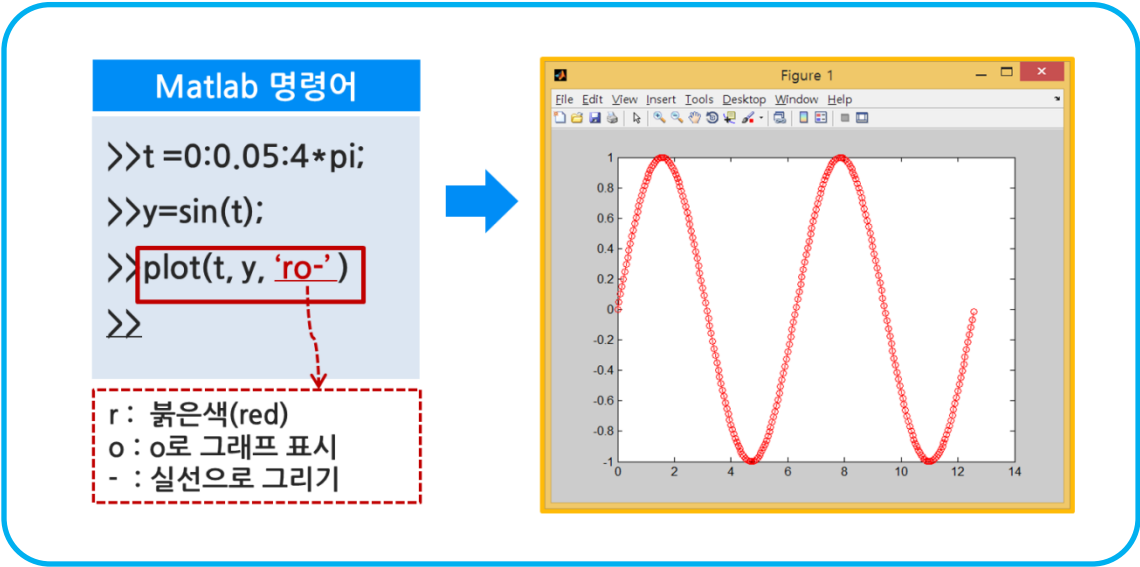 Matlab 명령어
>>t =0:0.05:4*pi;
>>y=sin(t);
>>plot(t, y, ‘ro-’ )
>>
r : 붉은색(red)
o : o로 그래프 표시
- : 실선으로 그리기
Figure 1
File Edit View Insert Tools Desktop Window Help
1
0.8
0.6
0.4
0.2
0
-0.2
-0.4
-0.6
-0.8
-1
0 2 4 6 8 10 12 14